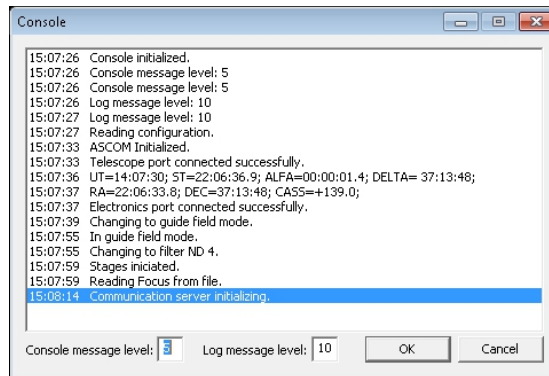 Console
15:07:26 Console initialized.
15:07:26 Console message level: 5
15:07:26 Console message level: 5
15:07:26 Log message level: 10
15:07:27 Log message level: 10
15:07:27 Reading configuration.
15:07:33 ASCOM Initialized.
15:07:33 Telescope port connected successfully.
15:07:36 UT=14:07:30; ST=22:06:36.9; ALFA=00:00:01.4; DELTA= 37:13:48;
15:07:37 RA=22:06:33.8; DEC=37:13:48; CASS=+139.0;
15:07:37 Electronics port connected successfully.
15:07:39 Changing to guide field mode.
15:07:55 In guide field mode.
15:07:55 Changing to filter ND 4.
15:07:59 Stages iniciated.
15:07:59 Reading Focus from file.
15:08:14 Communication server initializing.
Console message level: 5 Log message level: 10 OK Cancel